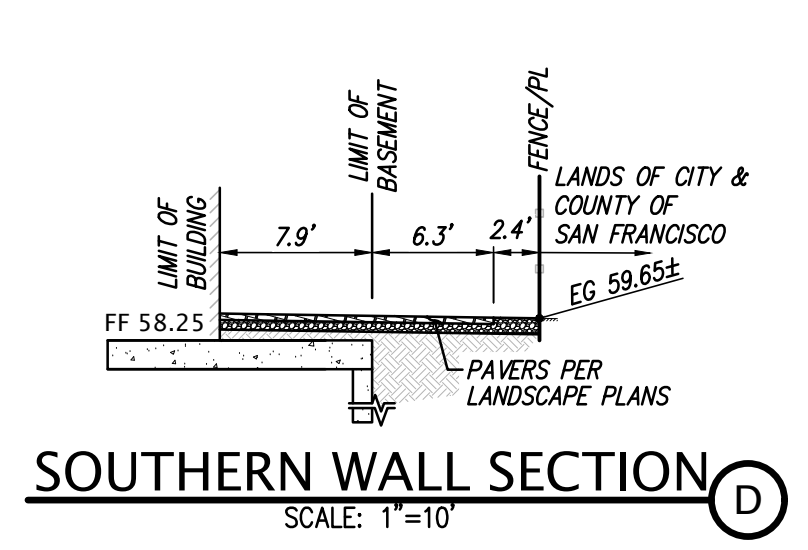 LIMIT OF
BUILDING
LIMIT OF
BASEMENT
FENCE/PL
LANDS OF CITY &
COUNTY OF
SAN FRANCISCO
7.9'
6.3'
2.4'
EG 59.65±
FF 58.25
PAVERS PER
LANDSCAPE PLANS
SOUTHERN WALL SECTION
D
SCALE: 1"=10'